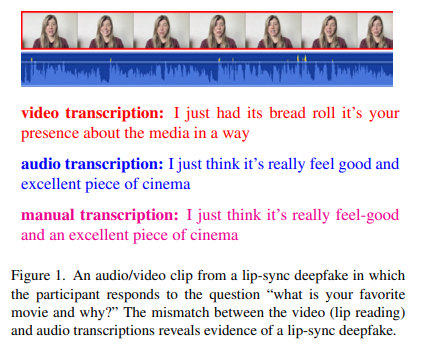 video transcription: I just had its bread roll it's your
presence about the media in a way
audio transcription: I just think it's really feel good and
excellent piece of cinema
manual transcription: I just think it's really feel-good
and an excellent piece of cinema
Figure 1. An audio/video clip from a lip-sync deepfake in which
the participant responds to the question “what is your favorite
movie and why?” The mismatch between the video (lip reading)
and audio transcriptions reveals evidence of a lip-sync deepfake.